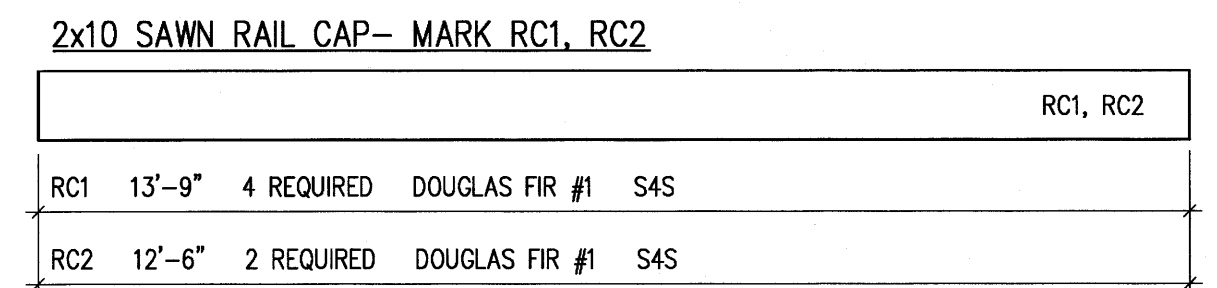 2x10 SAWN RAIL CAP– MARK RC1, RC2
RC1, RC2
RC1 13'–9" 4 REQUIRED DOUGLAS FIR #1 S4S
RC2 12'–6" 2 REQUIRED DOUGLAS FIR #1 S4S